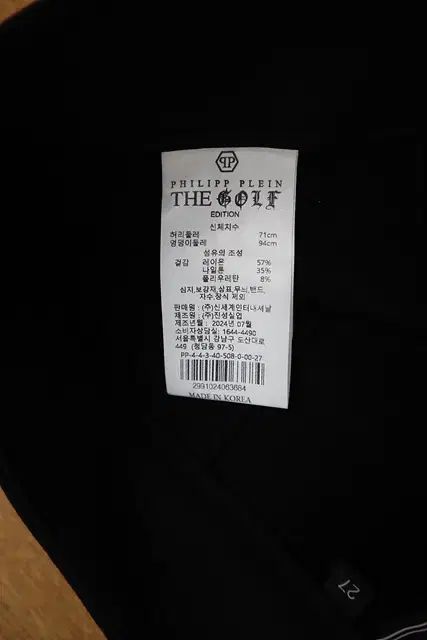 PP
PHILIPP PLEIN
THE GOLF
EDITION
신체치수
허리둘레 71cm
엉덩이둘레 94cm
섬유의 조성
겉감 레이온 57%
나일론 35%
폴리우레탄 8%
심지,보강재,상표,무늬,밴드,
자수,장식 제외
판매원 : (주)신세계인터내셔날
제조원 : (주)진성실업
제조년월 : 2024년 07월
소비자상담실: 1644-4490
서울특별시 강남구 도산대로
449 (청담동 97-5)
PP-4-4-3-40-508-0-00-27
2991024063684
MADE IN KOREA
27